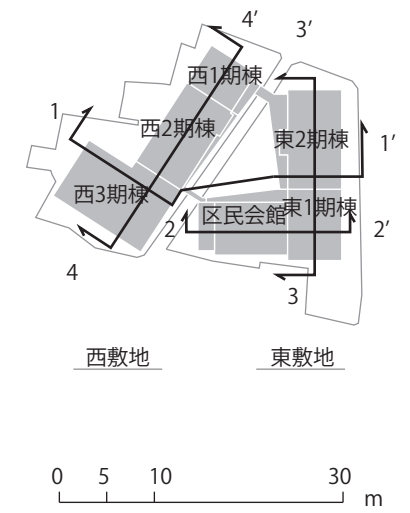 4’
3’
西1期棟
1
西2期棟
東2期棟
1’
西3期棟
区民会館
東1期棟
2
2’
4
3
西敷地
東敷地
0 5 10 30
m